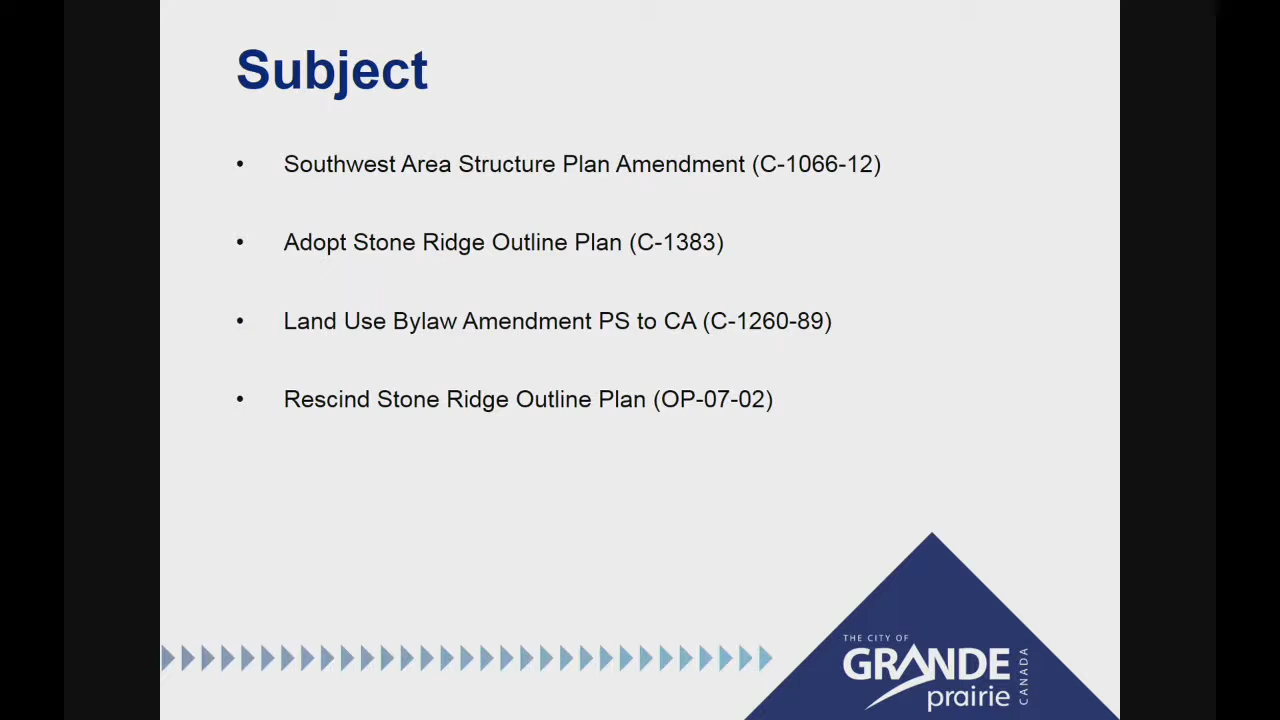 Subject
• Southwest Area Structure Plan Amendment (C-1066-12)
• Adopt Stone Ridge Outline Plan (C-1383)
• Land Use Bylaw Amendment PS to CA (C-1260-89)
• Rescind Stone Ridge Outline Plan (OP-07-02)
THE CITY OF
GRANDE
prairie
CANADA